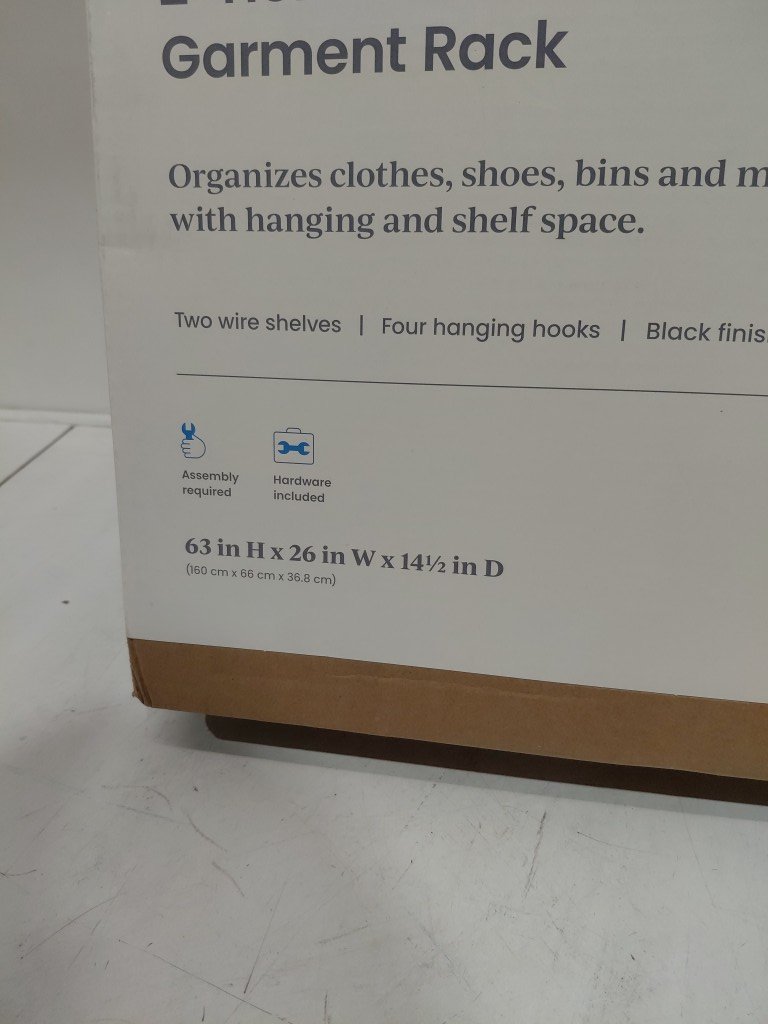 Garment Rack
Organizes clothes, shoes, bins and
with hanging and shelf space.
Two wire shelves | Four hanging hooks | Black
Assembly
required
Hardware
included
63 in H x 26 in W x 14½ in D
(160 cm x 66 cm x 36.8 cm)